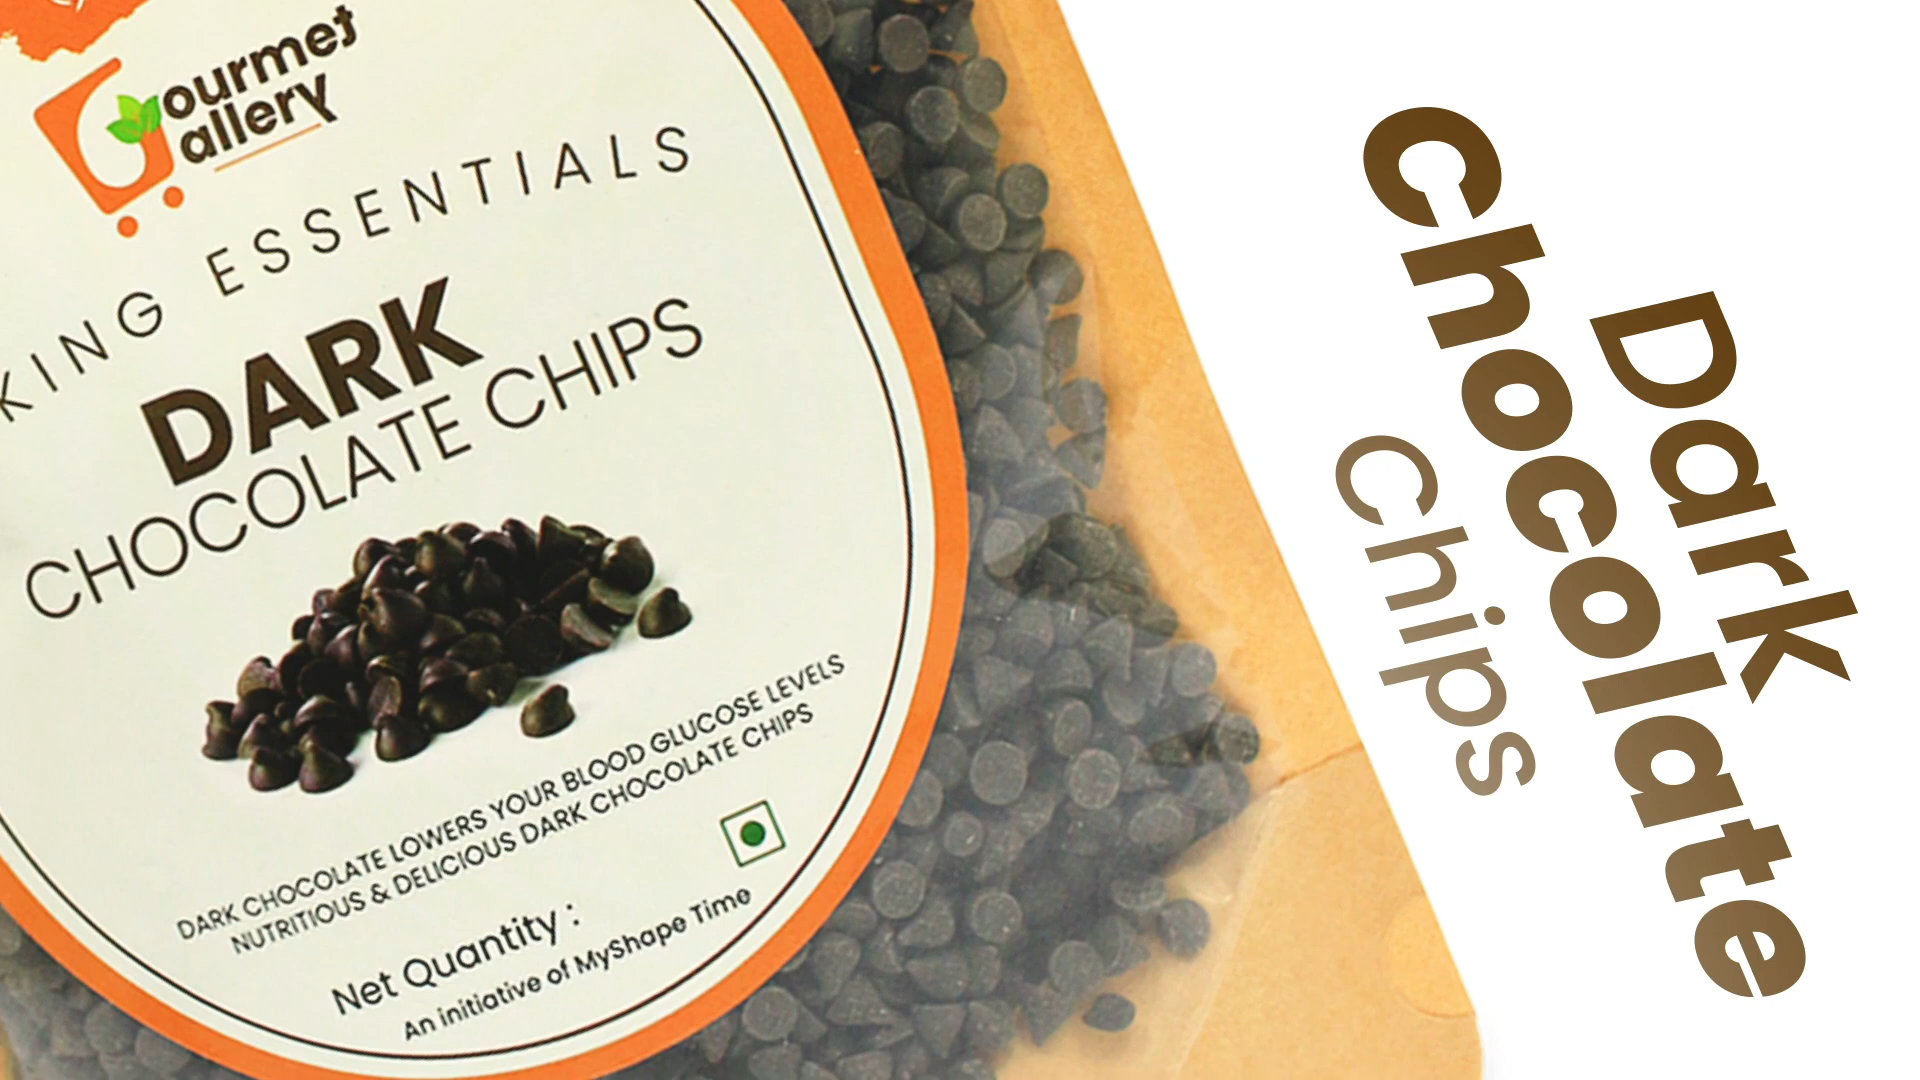 Gourmet
Gallery
KING ESSENTIALS
DARK
CHOCOLATE CHIPS
DARK CHOCOLATE LOWERS YOUR BLOOD GLUCOSE LEVELS
NUTRITIOUS & DELICIOUS DARK CHOCOLATE CHIPS
Net Quantity :
An initiative of MyShape Time
Dark
Chocolate
Chips